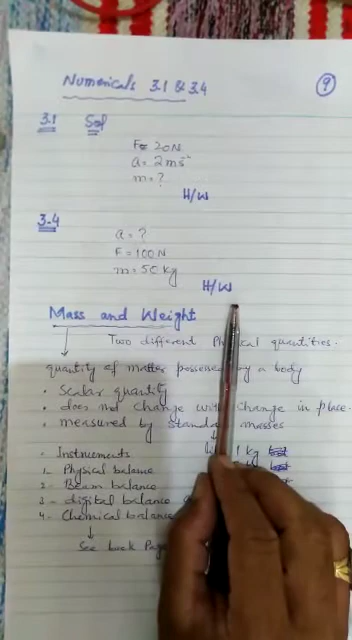 Numericals 3.1 & 3.4
9
3.1 Sol
F = 20N
a = 2ms⁻
m = ?
H/W
3.4
a = ?
F = 100N
m = 50 kg
H/W
Mass and Weight
Two different Physical quantities.
quantity of matter possessed by a body
• Scalar quantity
• does not change with change in place.
• measured by standard masses
- Instruments 1 kg
1- Physical balance
2- Beam balance
3- digital balance
4- Chemical balance
See back Page